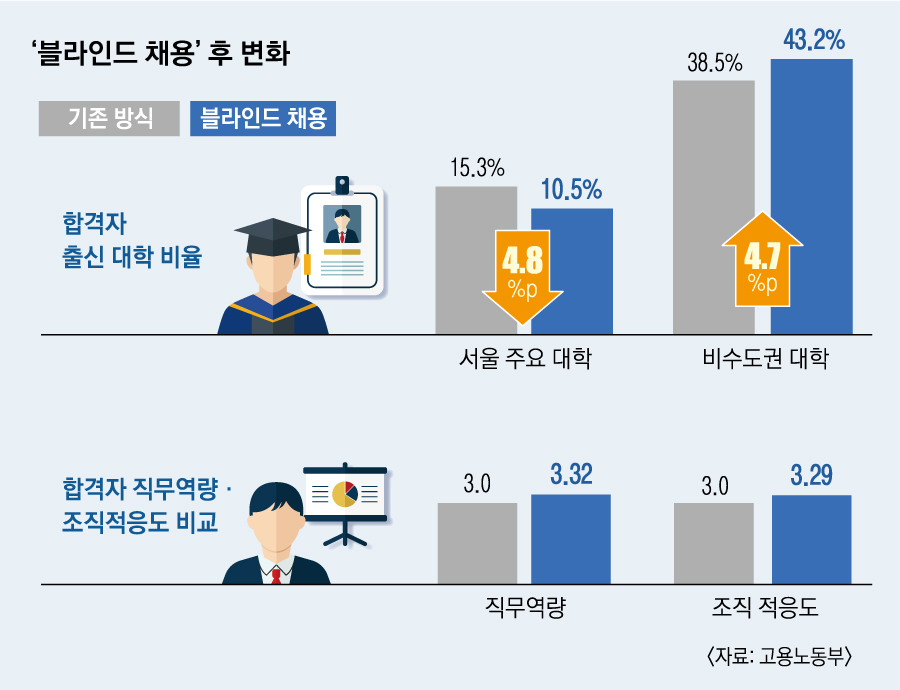 ‘블라인드 채용’ 후 변화
기존 방식
블라인드 채용
합격자
출신 대학 비율
15.3%
10.5%
4.8
%p
서울 주요 대학
38.5%
43.2%
4.7
%p
비수도권 대학
합격자 직무역량 ·
조직적응도 비교
3.0
3.32
직무역량
3.0
3.29
조직 적응도
〈자료: 고용노동부〉